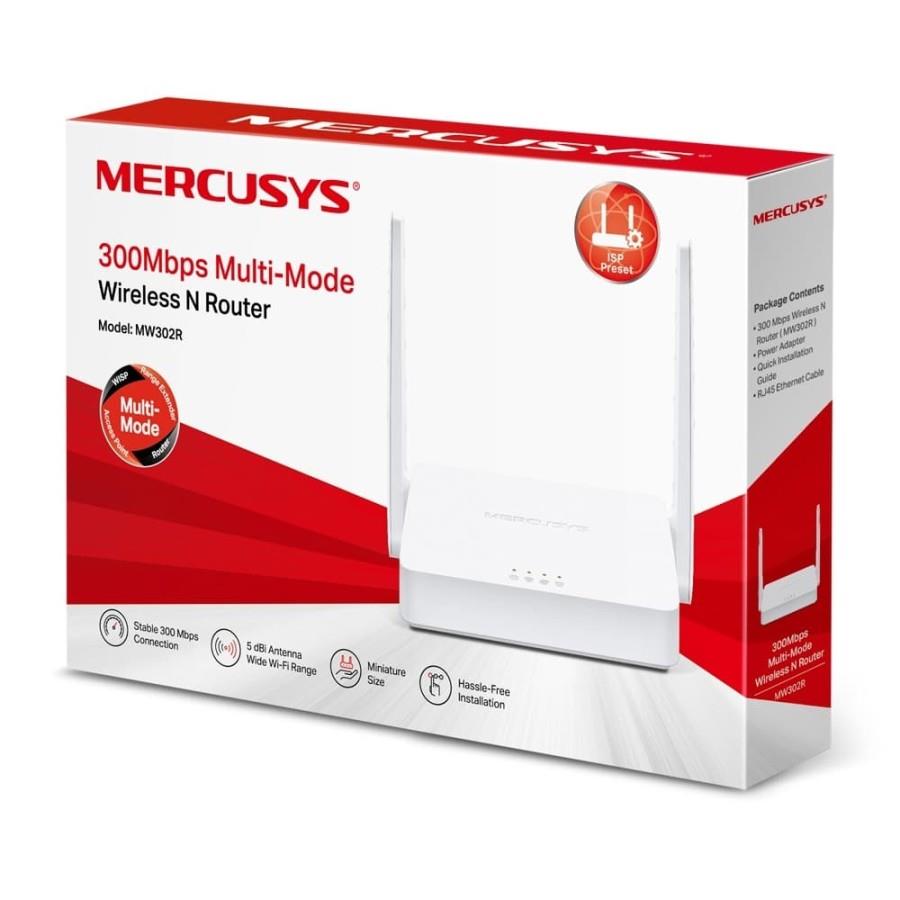 MERCUSYS®
MERCUSYS®
300Mbps Multi-Mode
Wireless N Router
Model: MW302R
WISP
Range Extender
Multi-
Mode
Access Point
Router
ISP
Preset
MERCUSYS
Stable 300 Mbps
Connection
5 dBi Antenna
Wide Wi-Fi Range
Miniature
Size
Hassle-Free
Installation
MERCUSYS®
Package Contents
• 300 Mbps Wireless N
Router ( MW302R )
• Power Adapter
• Quick Installation
Guide
• RJ45 Ethernet Cable
300Mbps
Multi-Mode
Wireless N Router
MW302R